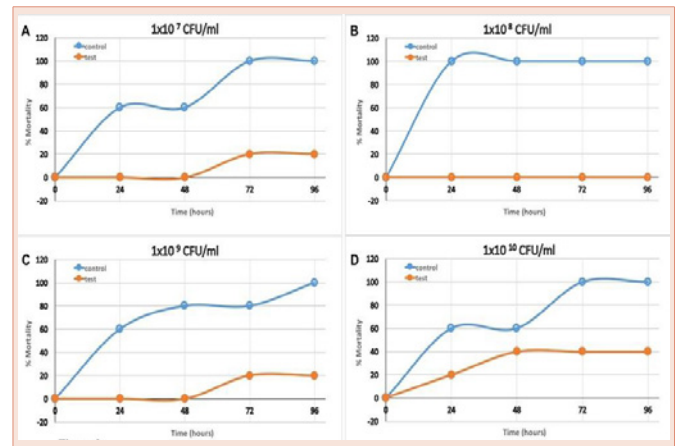 A
1x10 7 CFU/ml
120
100
80
60
40
20
0
-20
% Mortality
control
test
0 24 48 72 96
Time (hours)
B
1x10 8 CFU/ml
120
100
80
60
40
20
0
-20
% Mortality
control
test
0 24 48 72 96
Time (hours)
C
1x10 9 CFU/ml
120
100
80
60
40
20
0
-20
% Mortality
control
test
0 24 48 72 96
Time (hours)
D
1x10 10 CFU/ml
120
100
80
60
40
20
0
-20
% Mortality
control
test
0 24 48 72 96
Time (hours)